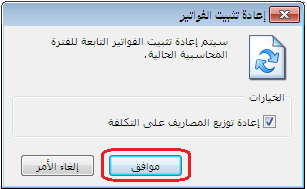 إعادة تثبيت الفواتير
سيتم إعادة تثبيت الفواتير التابعة للفترة
المحاسبية الحالية.
الخيارات
إعادة توزيع المصاريف على التكلفة
موافق
إلغاء الأمر